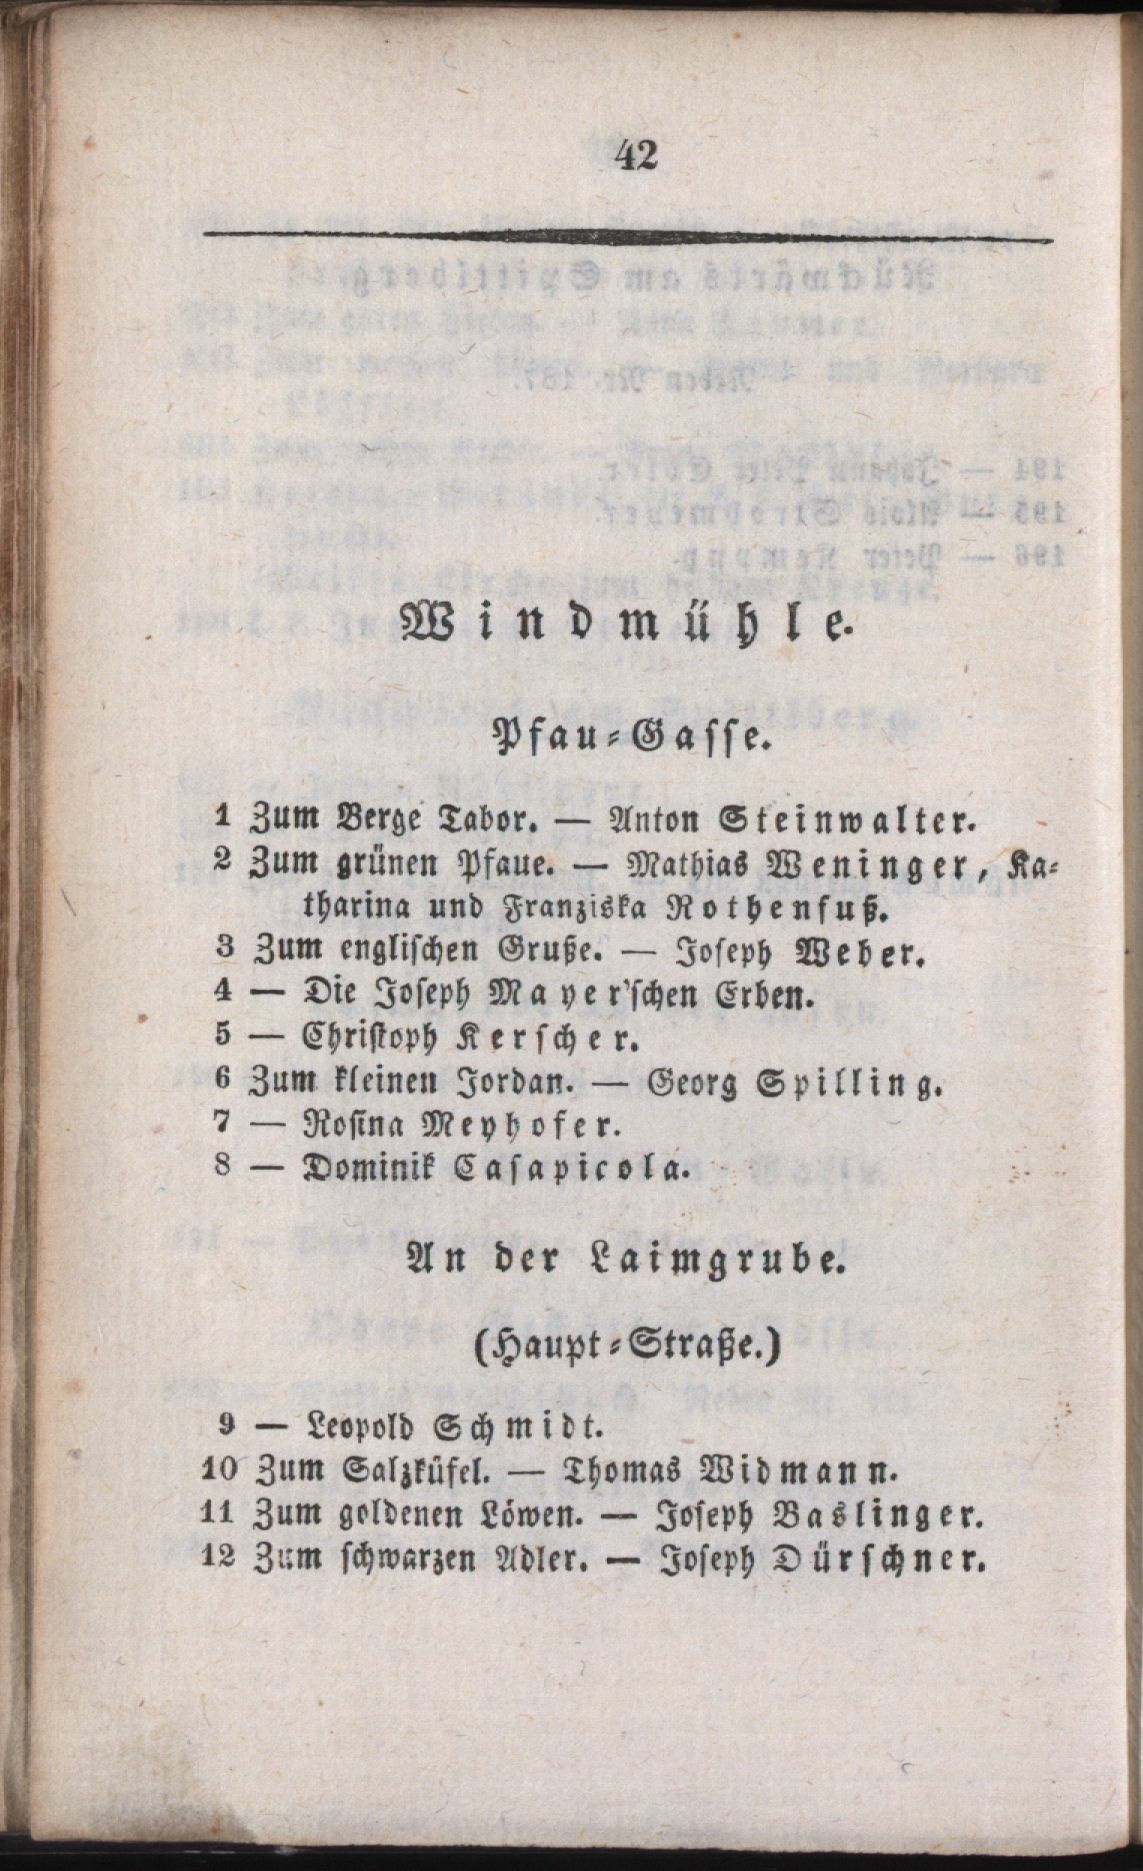 42
Windmühle.
Pfau-Gasse.
1 Zum Berge Tabor. — Anton Steinwalter.
2 Zum grünen Pfaue. — Mathias Weninger, Ka-
tharina und Franziska Rothenfuß.
3 Zum englischen Gruße. — Joseph Weber.
4 — Die Joseph Mayer'schen Erben.
5 — Christoph Kerscher.
6 Zum kleinen Jordan. — Georg Spilling.
7 — Rosina Meyhofer.
8 — Dominik Casapicola.
An der Laimgrube.
(Haupt-Straße.)
9 — Leopold Schmidt.
10 Zum Salzküfel. — Thomas Widmann.
11 Zum goldenen Löwen. — Joseph Baslinger.
12 Zum schwarzen Adler. — Joseph Dürschner.